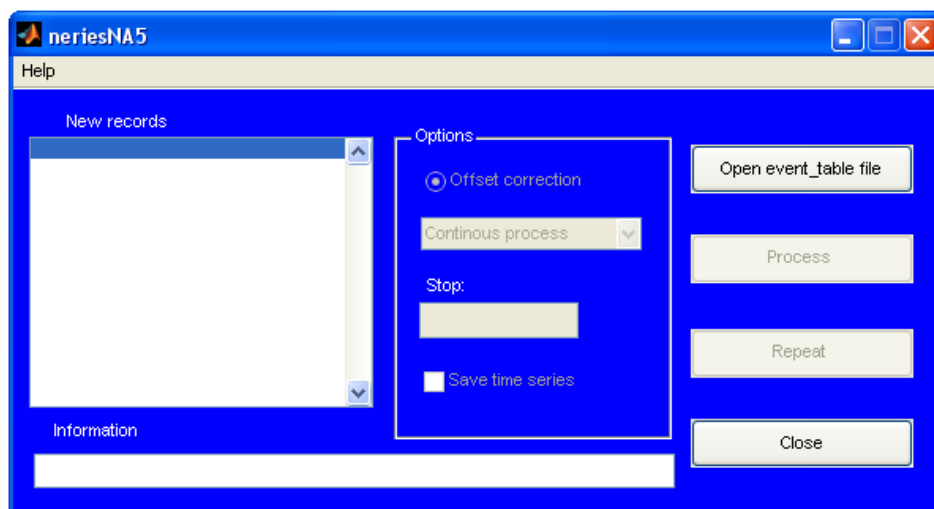 neriesNA5
Help
New records
Options
Offset correction
Continous process
Stop:
Save time series
Open event_table file
Process
Repeat
Close
Information